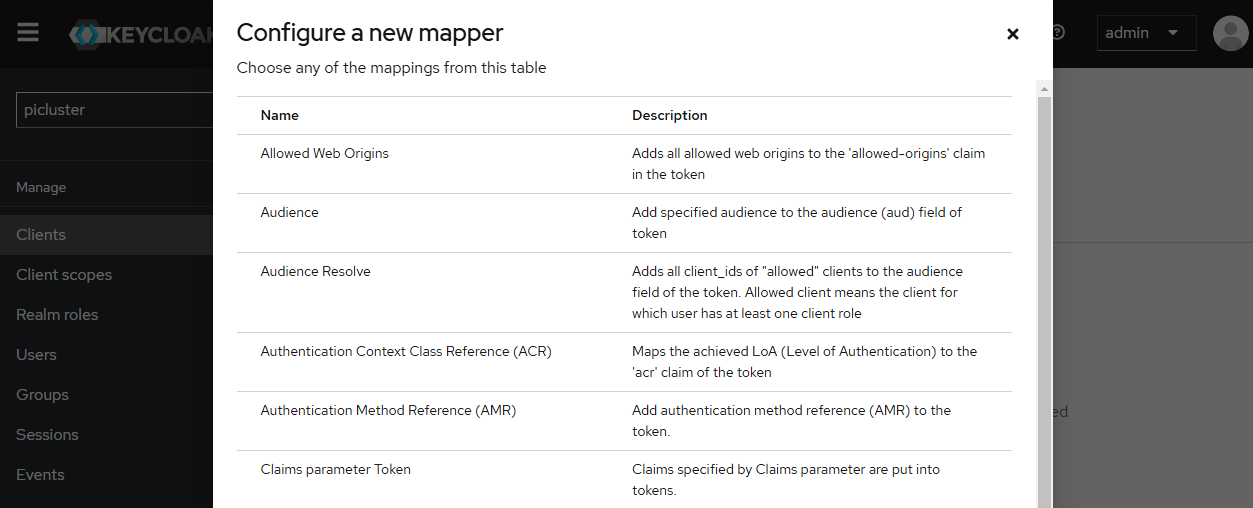 KEYCLOAK
admin
picluster
Manage
Clients
Client scopes
Realm roles
Users
Groups
Sessions
Events
Configure a new mapper
Choose any of the mappings from this table
Name Description
Allowed Web Origins Adds all allowed web origins to the 'allowed-origins' claim
in the token
Audience Add specified audience to the audience (aud) field of
token
Audience Resolve Adds all client_ids of "allowed" clients to the audience
field of the token. Allowed client means the client for
which user has at least one client role
Authentication Context Class Reference (ACR) Maps the achieved LoA (Level of Authentication) to the
'acr' claim of the token
Authentication Method Reference (AMR) Add authentication method reference (AMR) to the
token.
Claims parameter Token Claims specified by Claims parameter are put into
tokens.